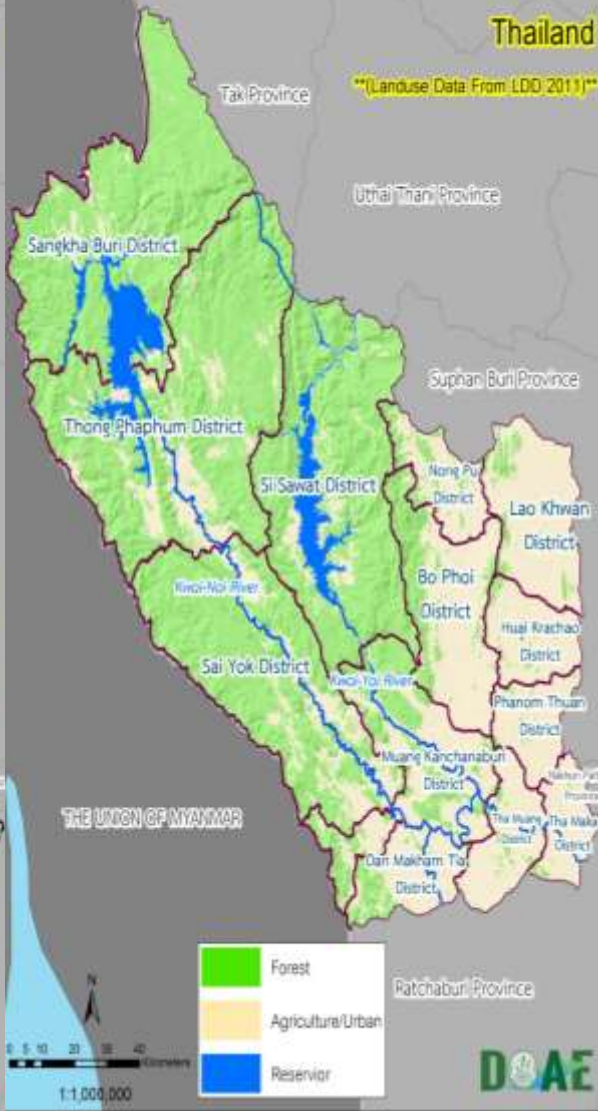 Thailand
**(Landuse Data From LDD 2011)**
Tak Province
Uthai Thani Province
Sangkha Buri District
Suphan Buri Province
Thong Phaphum District
Si Sawat District
Nong Pu
District
Lao Khwan
District
Bo Phoi
District
Kwoi-Noi River
Huai Krachao
District
Sai Yok District
Kwoi-Yoi River
Phanom Thuan
District
Muang Kanchanaburi
District
THE UNION OF MYANMAR
Tha Muang
District
Tha Maka
District
Dan Makham Tia
District
Ratchaburi Province
Forest
Agriculture/Urban
Reservior
N
0 5 10 20 30 40
Kilometers
1:1,000,000
DOAE